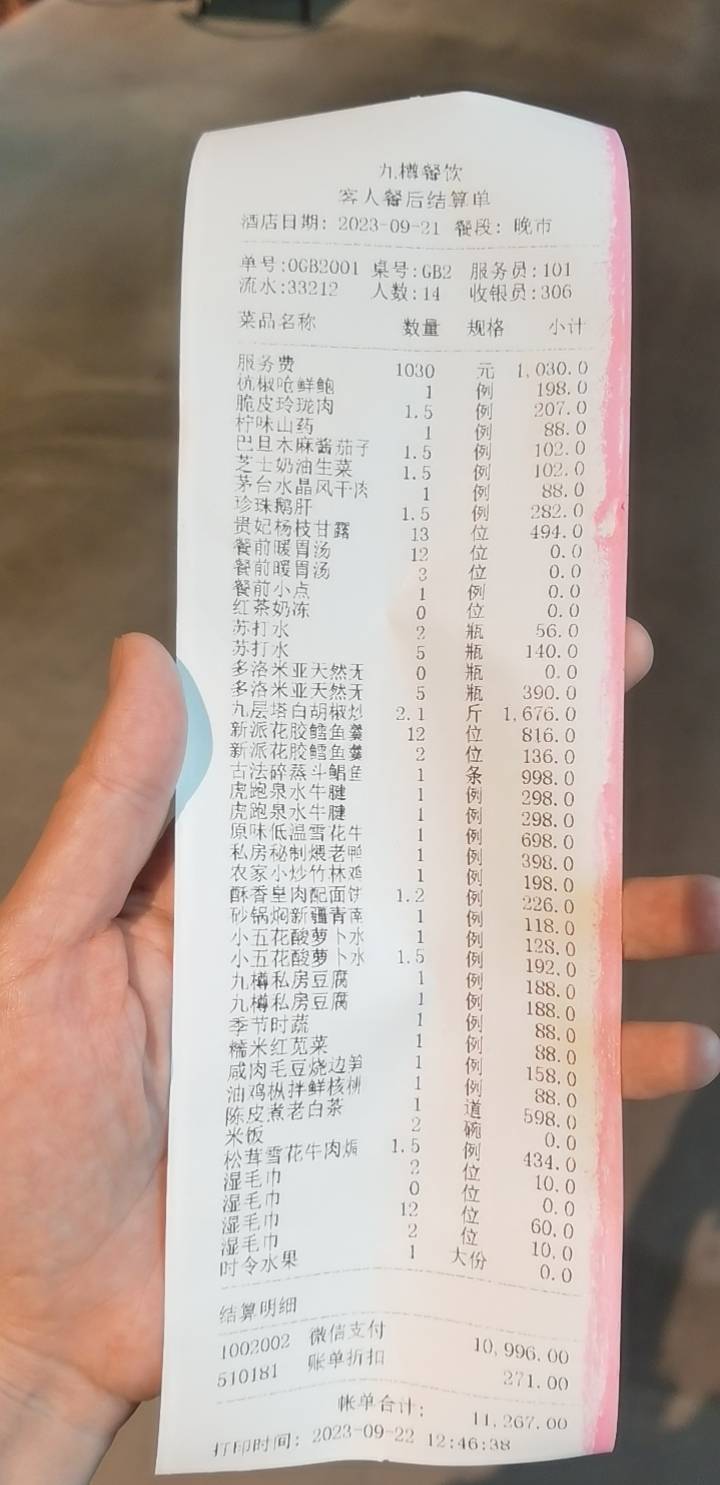 九樽餐饮
客人餐后结算单
酒店日期: 2023-09-21 餐段: 晚市
单号:0GB2001 桌号:GB2 服务员:101
流水:33212 人数:14 收银员:306
菜品名称 数量 规格 小计
服务费 1030 元 1,030.0
杭椒呛鲜鲍 1 例 198.0
脆皮玲珑肉 1.5 例 207.0
柠味山药 1 例 88.0
巴旦木麻酱茄子 1.5 例 102.0
芝士奶油生菜 1.5 例 102.0
茅台水晶风干肉 1 例 88.0
珍珠鹅肝 1.5 例 282.0
贵妃杨枝甘露 13 位 494.0
餐前暖胃汤 12 位 0.0
餐前暖胃汤 3 位 0.0
餐前小点 1 例 0.0
红茶奶冻 0 位 0.0
苏打水 2 瓶 56.0
苏打水 5 瓶 140.0
多洛米亚天然无 0 瓶 0.0
多洛米亚天然无 5 瓶 390.0
九层塔白胡椒炒 2.1 斤 1,676.0
新派花胶鳕鱼羹 12 位 816.0
新派花胶鳕鱼羹 2 位 136.0
古法碎蒸斗鲳鱼 1 条 998.0
虎跑泉水牛腱 1 例 298.0
虎跑泉水牛腱 1 例 298.0
原味低温雪花牛 1 例 698.0
私房秘制煨老鸭 1 例 398.0
农家小炒竹林鸡 1 例 198.0
酥香皇肉配面饼 1.2 例 226.0
砂锅焖新疆青南 1 例 118.0
小五花酸萝卜水 1 例 128.0
小五花酸萝卜水 1.5 例 192.0
九樽私房豆腐 1 例 188.0
九樽私房豆腐 1 例 188.0
季节时蔬 1 例 88.0
糯米红苋菜 1 例 88.0
咸肉毛豆烧边笋 1 例 158.0
油鸡枞拌鲜核桃 1 例 88.0
陈皮煮老白茶 1 道 598.0
米饭 2 碗 0.0
松茸雪花牛肉焗 1.5 例 434.0
湿毛巾 2 位 10.0
湿毛巾 0 位 0.0
湿毛巾 12 位 60.0
湿毛巾 2 位 10.0
时令水果 1 大份 0.0
结算明细
1002002 微信支付 10,996.00
510181 账单折扣 271.00
帐单合计: 11,267.00
打印时间: 2023-09-22 12:46:38